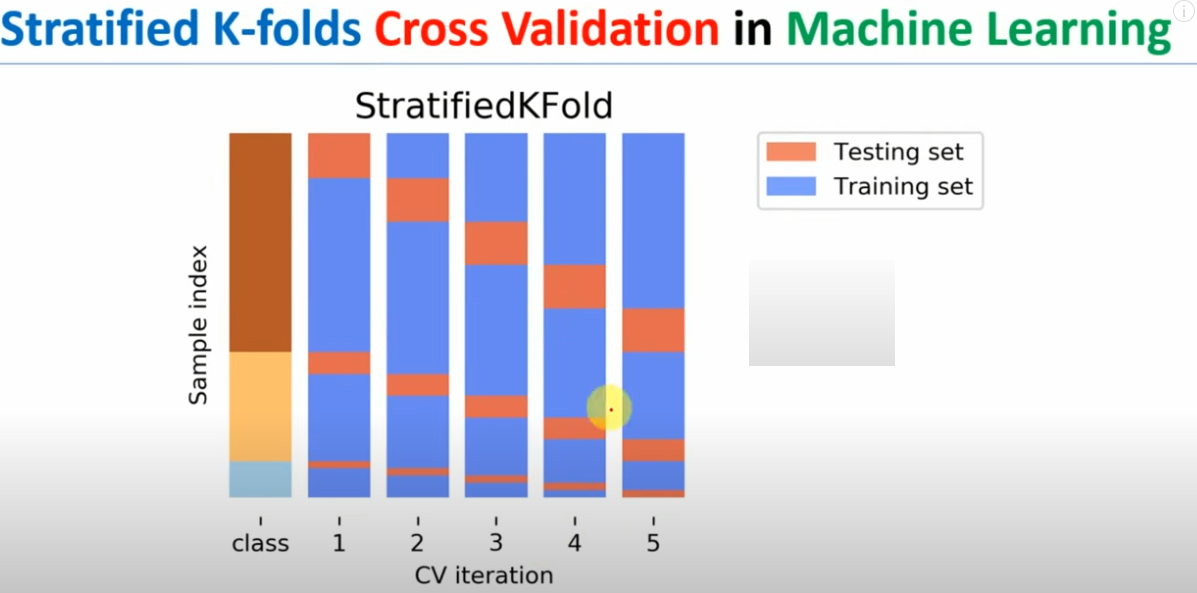 Stratified K-folds Cross Validation in Machine Learning
i
StratifiedKFold
Testing set
Training set
Sample index
class 1 2 3 4 5
CV iteration